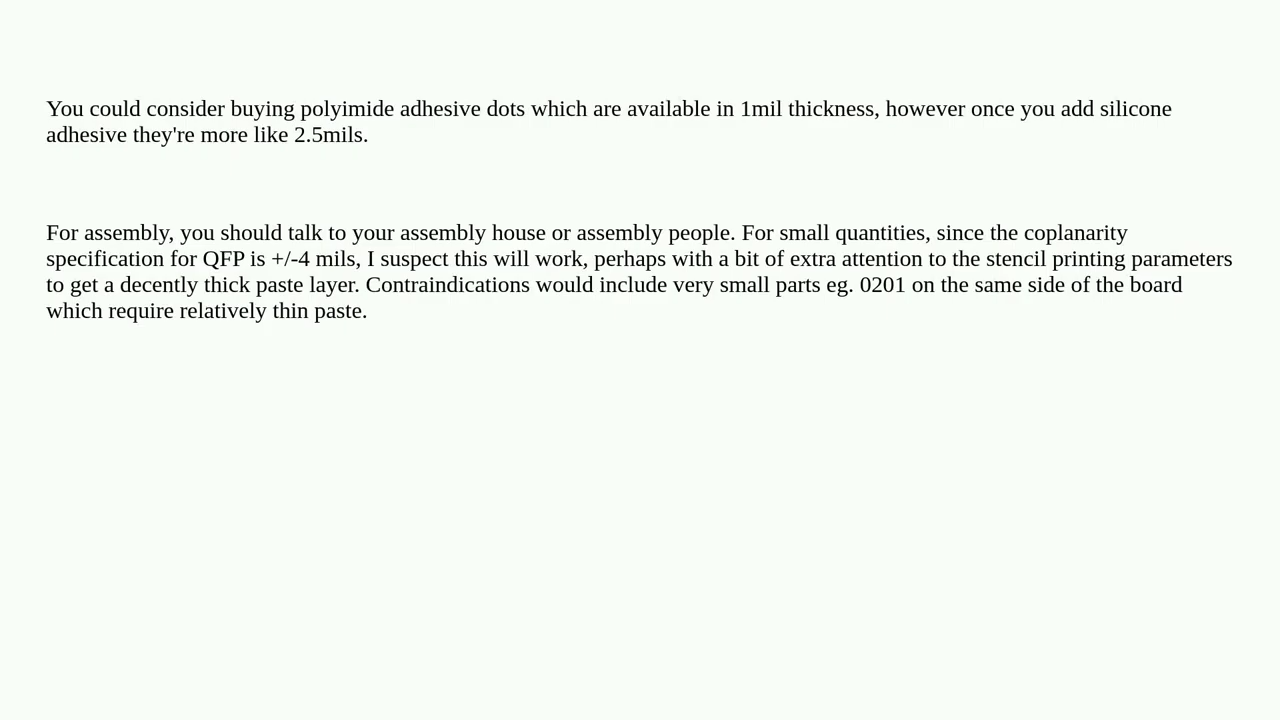 You could consider buying polyimide adhesive dots which are available in 1mil thickness, however once you add silicone
adhesive they're more like 2.5mils.
For assembly, you should talk to your assembly house or assembly people. For small quantities, since the coplanarity
specification for QFP is +/-4 mils, I suspect this will work, perhaps with a bit of extra attention to the stencil printing parameters
to get a decently thick paste layer. Contraindications would include very small parts eg. 0201 on the same side of the board
which require relatively thin paste.